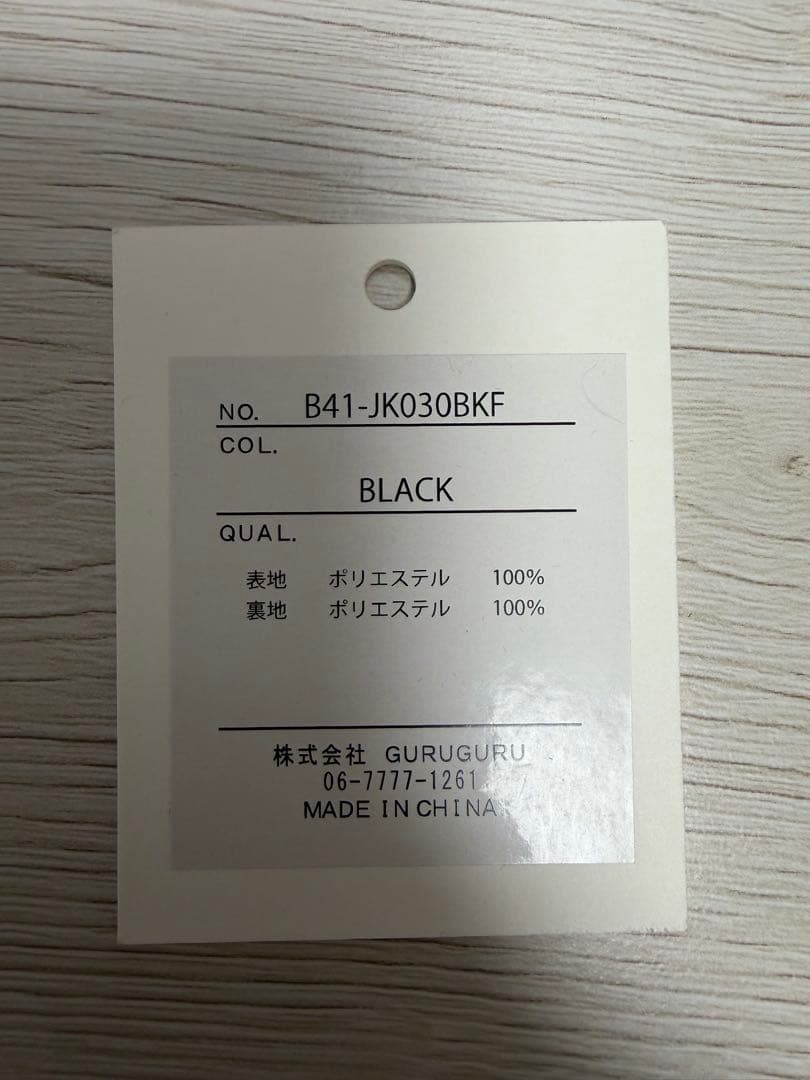 NO. B41-JK030BKF
COL.
BLACK
QUAL.
表地 ポリエステル 100%
裏地 ポリエステル 100%
株式会社 GURUGURU
06-7777-1261
MADE IN CHINA